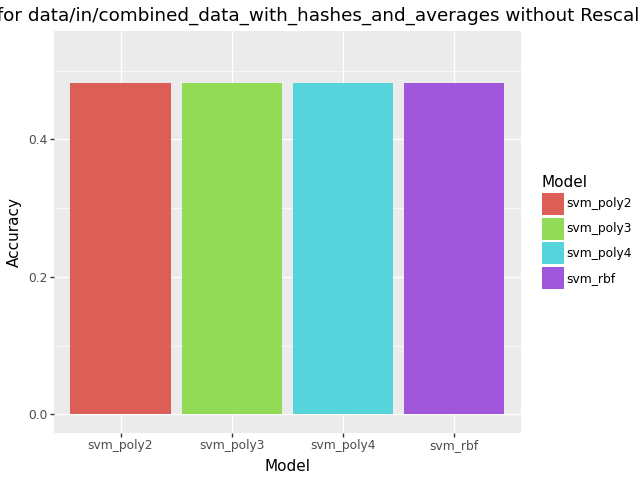 for data/in/combined_data_with_hashes_and_averages without Rescal
Accuracy
0.4
0.2
0.0
svm_poly2 svm_poly3 svm_poly4 svm_rbf
Model
Model
svm_poly2
svm_poly3
svm_poly4
svm_rbf